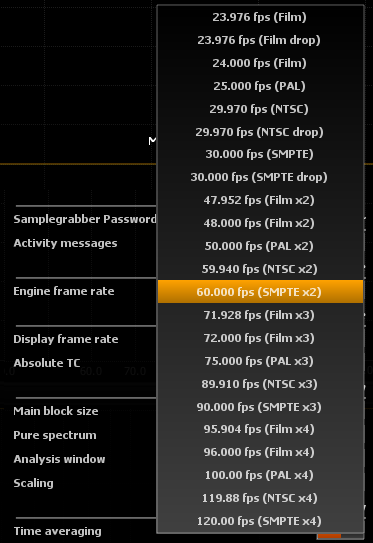 23.976 fps (Film)
23.976 fps (Film drop)
24.000 fps (Film)
25.000 fps (PAL)
29.970 fps (NTSC)
29.970 fps (NTSC drop)
30.000 fps (SMPTE)
30.000 fps (SMPTE drop)
47.952 fps (Film x2)
48.000 fps (Film x2)
50.000 fps (PAL x2)
59.940 fps (NTSC x2)
60.000 fps (SMPTE x2)
71.928 fps (Film x3)
72.000 fps (Film x3)
75.000 fps (PAL x3)
89.910 fps (NTSC x3)
90.000 fps (SMPTE x3)
95.904 fps (Film x4)
96.000 fps (Film x4)
100.00 fps (PAL x4)
119.88 fps (NTSC x4)
120.00 fps (SMPTE x4)
Samplegrabber Password
Activity messages
Engine frame rate
Display frame rate
Absolute TC
Main block size
Pure spectrum
Analysis window
Scaling
Time averaging